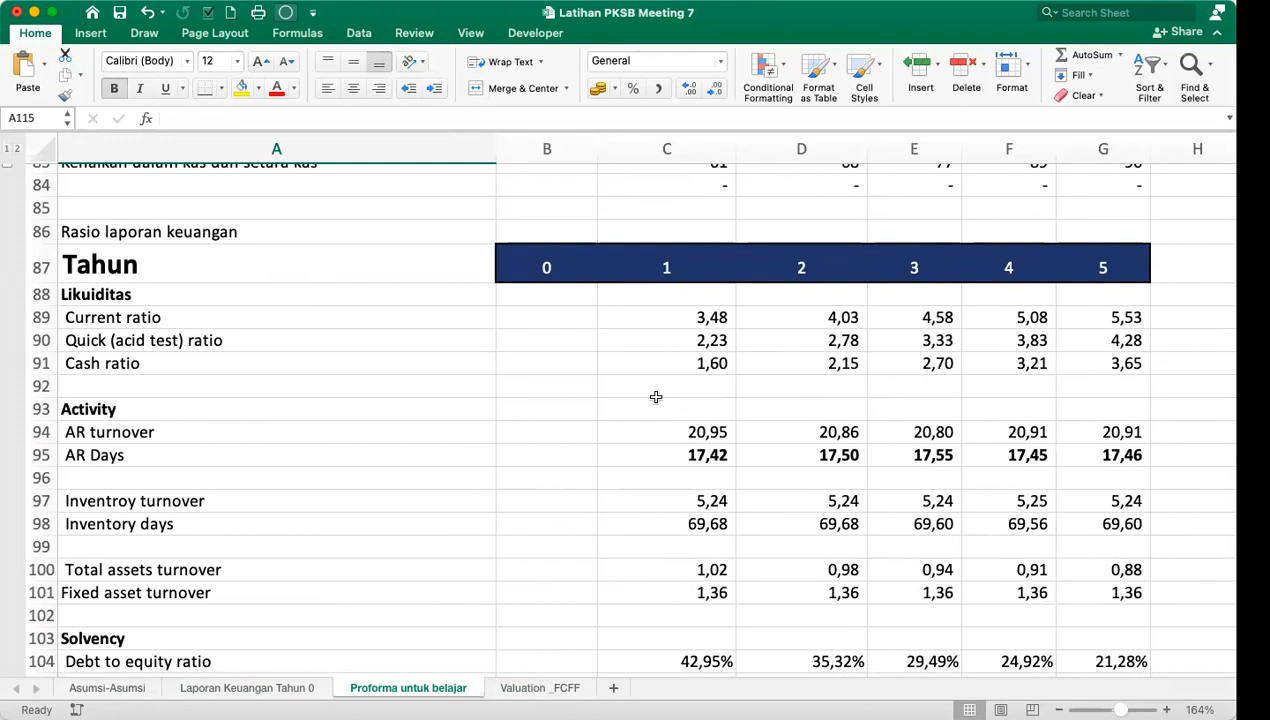 Latihan PKSB Meeting 7
Search Sheet
Home Insert Draw Page Layout Formulas Data Review View Developer
Share
Paste
Calibri (Body) 12
Wrap Text
Merge & Center
General
Conditional Formatting
Format as Table
Cell Styles
Insert Delete Format
AutoSum
Fill
Clear
Sort & Filter
Find & Select
A115 fx
1 2 A B C D E F G H
84 - - - - -
85
86 Rasio laporan keuangan
87 Tahun 0 1 2 3 4 5
88 Likuiditas
89 Current ratio 3,48 4,03 4,58 5,08 5,53
90 Quick (acid test) ratio 2,23 2,78 3,33 3,83 4,28
91 Cash ratio 1,60 2,15 2,70 3,21 3,65
92
93 Activity
94 AR turnover 20,95 20,86 20,80 20,91 20,91
95 AR Days 17,42 17,50 17,55 17,45 17,46
96
97 Inventroy turnover 5,24 5,24 5,24 5,25 5,24
98 Inventory days 69,68 69,68 69,60 69,56 69,60
99
100 Total assets turnover 1,02 0,98 0,94 0,91 0,88
101 Fixed asset turnover 1,36 1,36 1,36 1,36 1,36
102
103 Solvency
104 Debt to equity ratio 42,95% 35,32% 29,49% 24,92% 21,28%
Asumsi-Asumsi Laporan Keuangan Tahun 0 Proforma untuk belajar Valuation _FCFF
Ready 164%